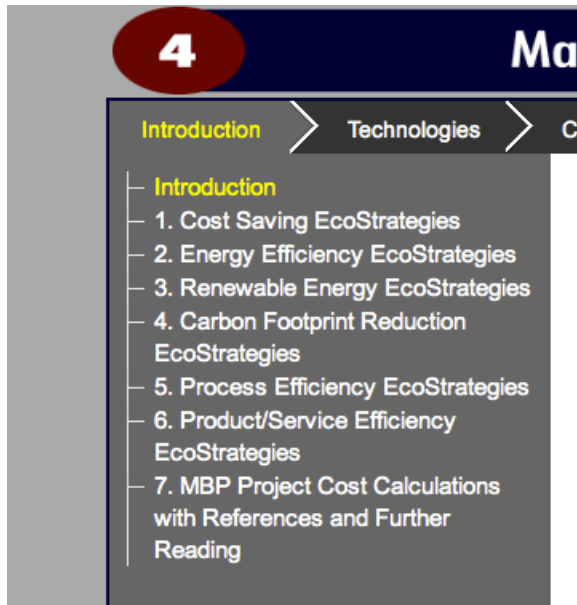 4
Ma
Introduction
Technologies
C
Introduction
1. Cost Saving EcoStrategies
2. Energy Efficiency EcoStrategies
3. Renewable Energy EcoStrategies
4. Carbon Footprint Reduction
EcoStrategies
5. Process Efficiency EcoStrategies
6. Product/Service Efficiency
EcoStrategies
7. MBP Project Cost Calculations
with References and Further
Reading